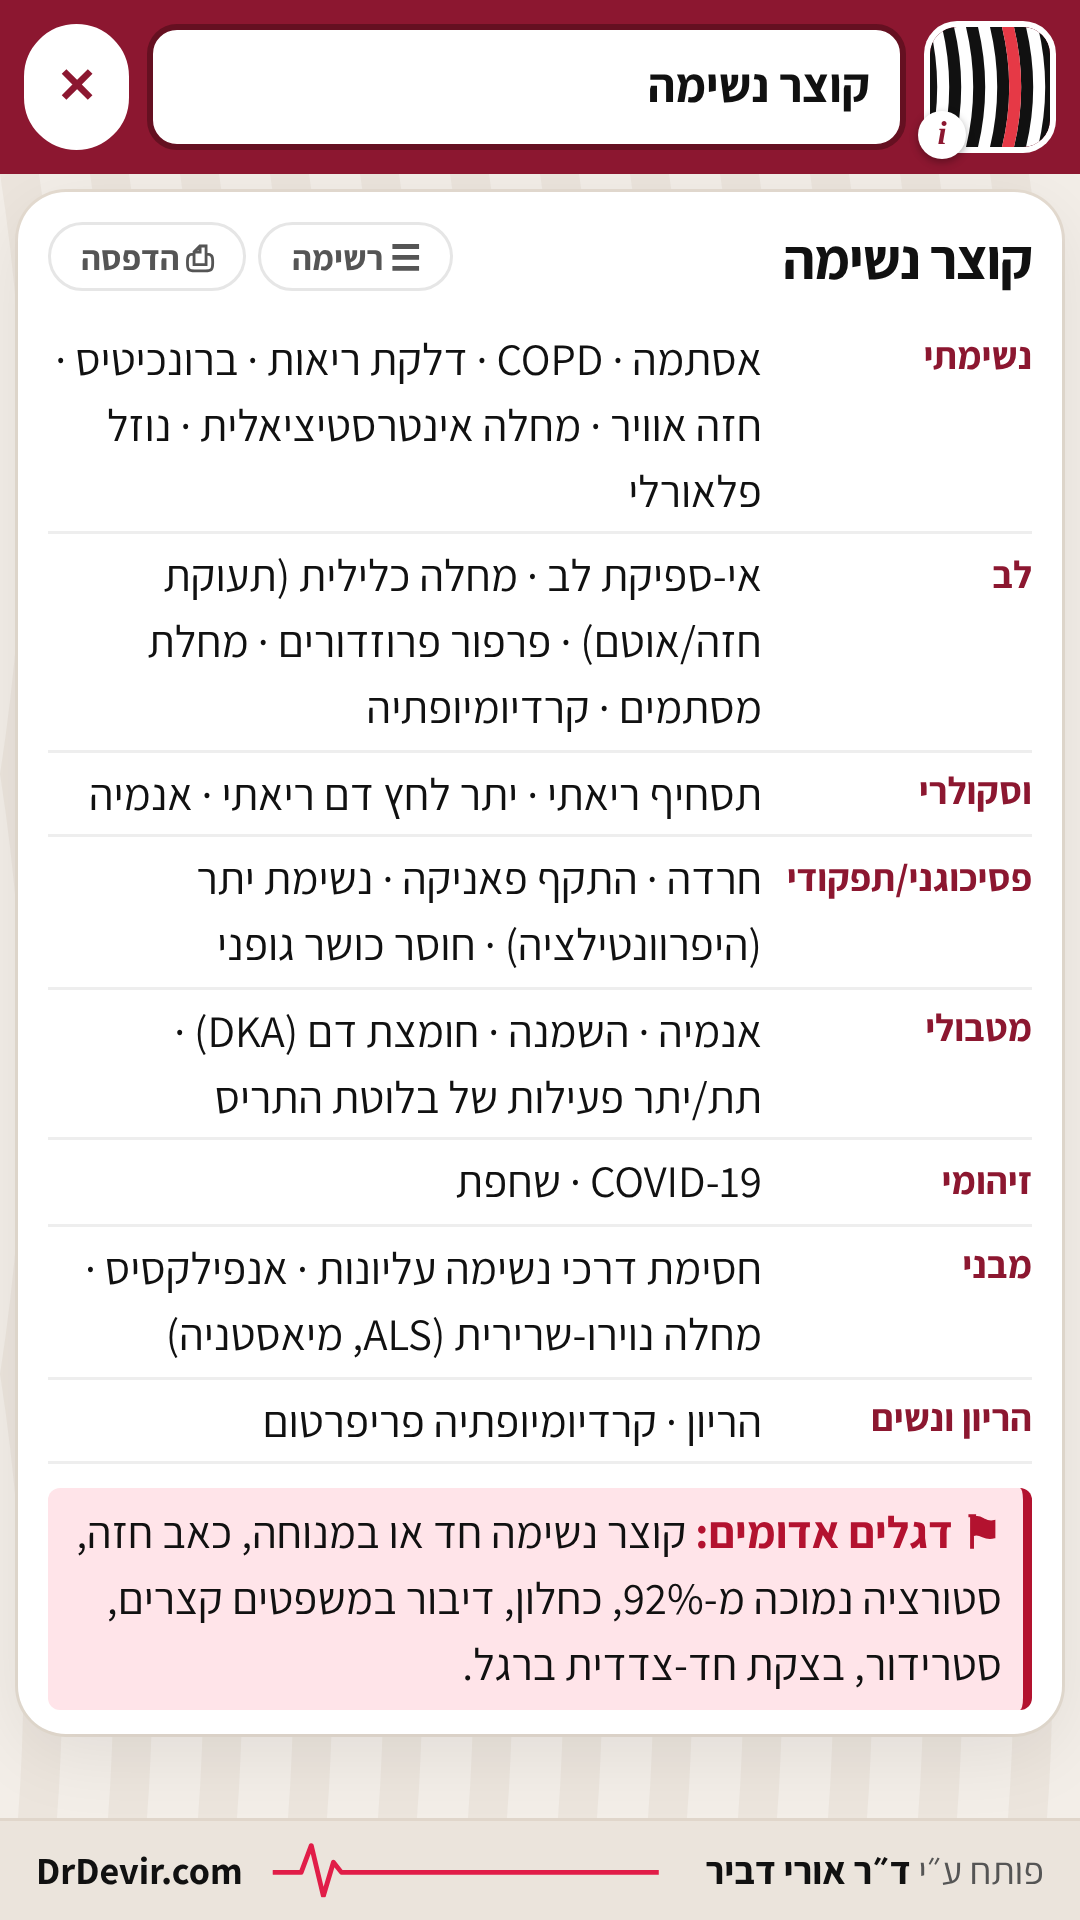 קוצר נשימה
✕
i
קוצר נשימה
☰ רשימה
הדפסה
נשימתי
אסתמה · COPD · דלקת ריאות · ברונכיטיס ·
חזה אוויר · מחלה אינטרסטיציאלית · נוזל
פלאורלי
לב
אי-ספיקת לב · מחלה כלילית (תעוקת
חזה/אוטם) · פרפור פרוזדורים · מחלת
מסתמים · קרדיומיופתיה
וסקולרי
תסחיף ריאתי · יתר לחץ דם ריאתי · אנמיה
פסיכוגני/תפקודי
חרדה · התקף פאניקה · נשימת יתר
(היפרוונטילציה) · חוסר כושר גופני
מטבולי
אנמיה · השמנה · חומצת דם (DKA) ·
תת/יתר פעילות של בלוטת התריס
זיהומי
COVID-19 · שחפת
מבני
חסימת דרכי נשימה עליונות · אנפילקסיס ·
מחלה נוירו-שרירית (ALS, מיאסטניה)
הריון ונשים
הריון · קרדיומיופתיה פריפרטום
⚑ דגלים אדומים: קוצר נשימה חד או במנוחה, כאב חזה,
סטורציה נמוכה מ-92%, כחלון, דיבור במשפטים קצרים,
סטרידור, בצקת חד-צדדית ברגל.
פותח ע״י ד״ר אורי דביר
DrDevir.com